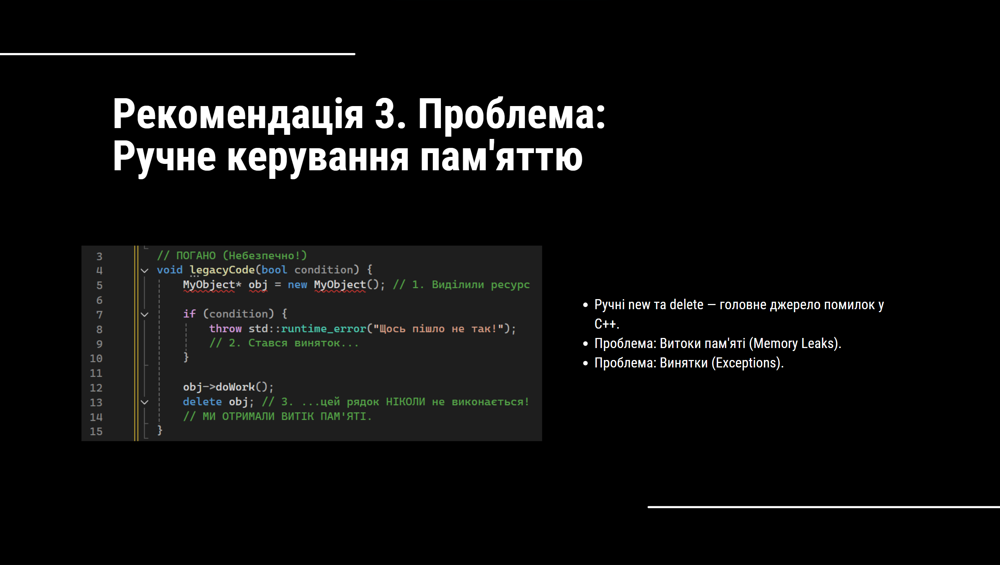 Рекомендація 3. Проблема:
Ручне керування пам'яттю
3 // ПОГАНО (Небезпечно!)
4 void legacyCode(bool condition) {
5 MyObject* obj = new MyObject(); // 1. Виділили ресурс
6
7 if (condition) {
8 throw std::runtime_error("Щось пішло не так!");
9 // 2. Стався виняток...
10 }
11
12 obj->doWork();
13 delete obj; // 3. ...цей рядок НІКОЛИ не виконається!
14 // МИ ОТРИМАЛИ ВИТІК ПАМ'ЯТІ.
15 }
• Ручні new та delete — головне джерело помилок у
C++.
• Проблема: Витоки пам'яті (Memory Leaks).
• Проблема: Винятки (Exceptions).